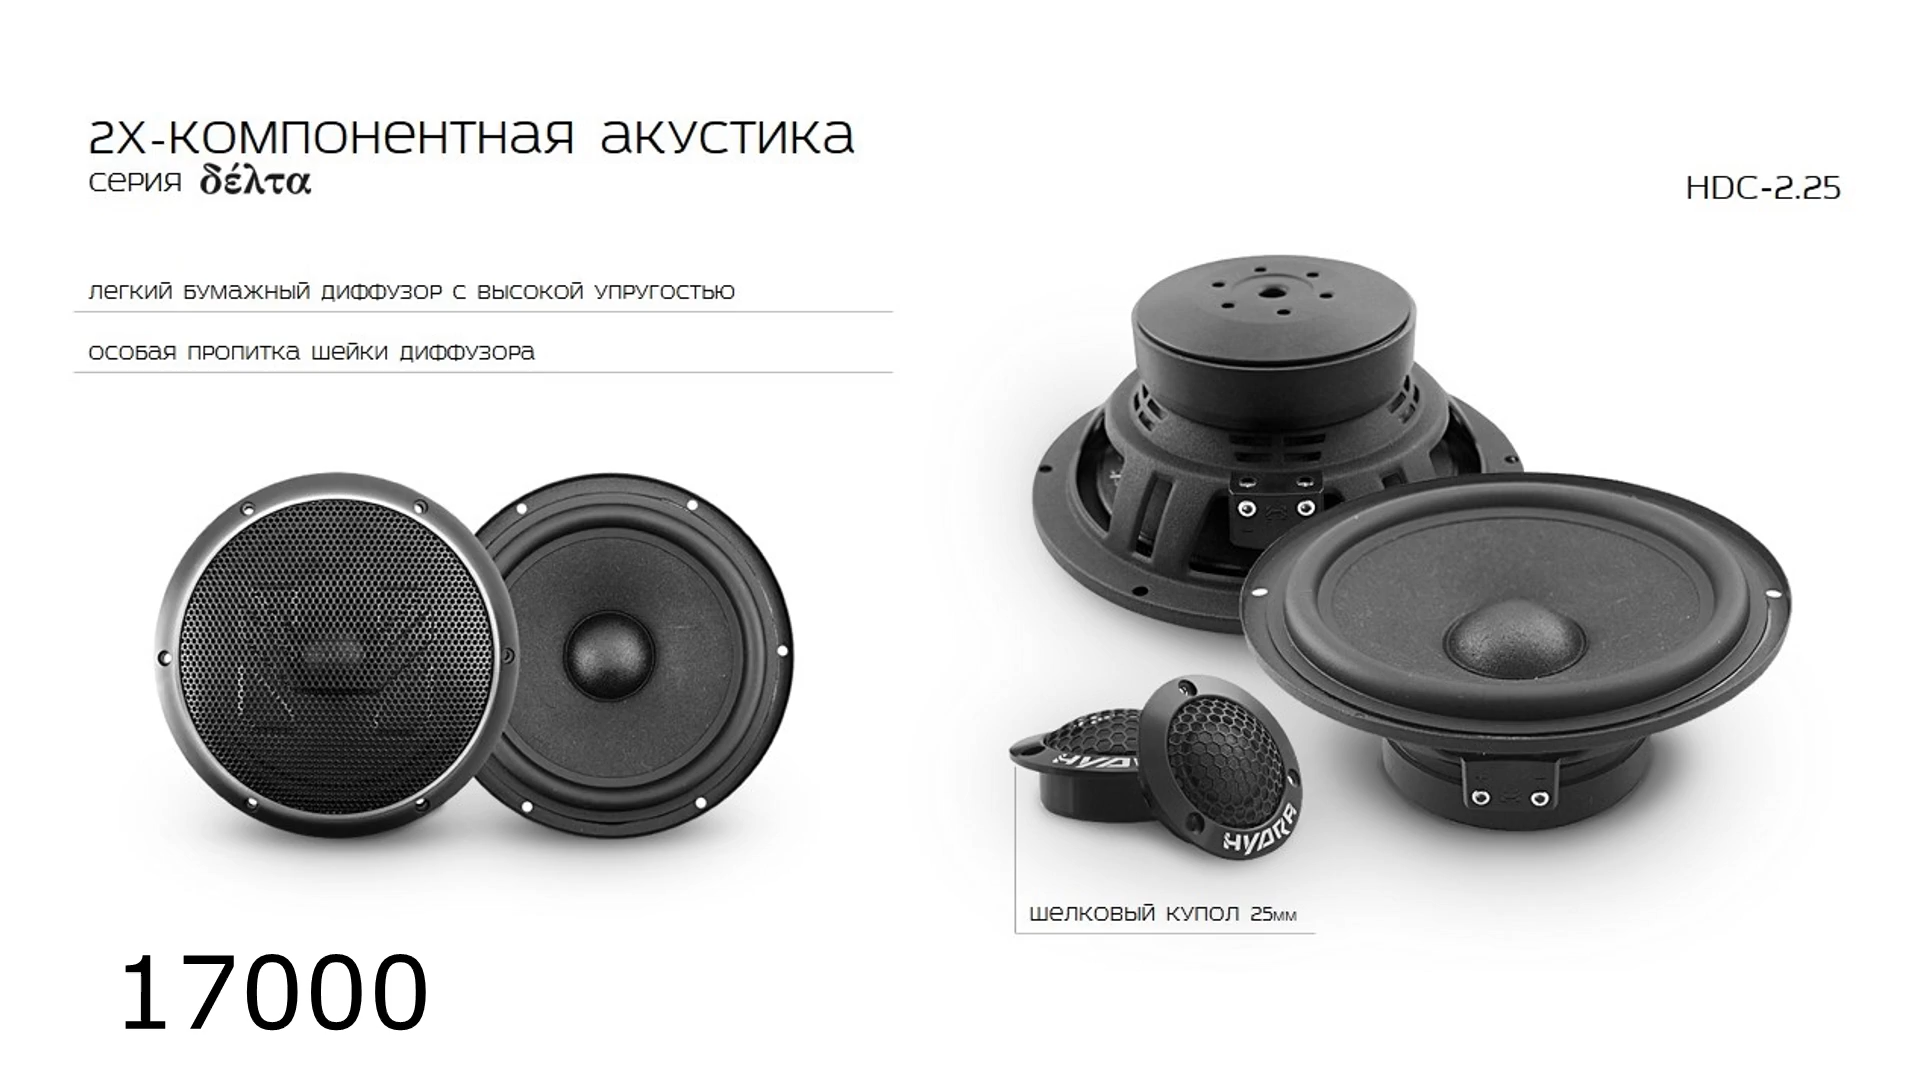 2Х-КОМПОНЕНТНАЯ АКУСТИКА
СЕРИЯ δέλτα
HDC-2.25
ЛЕГКИЙ БУМАЖНЫЙ ДИФФУЗОР С ВЫСОКОЙ УПРУГОСТЬЮ
ОСОБАЯ ПРОПИТКА ШЕЙКИ ДИФФУЗОРА
HYDRA
ШЕЛКОВЫЙ КУПОЛ 25мм
17000